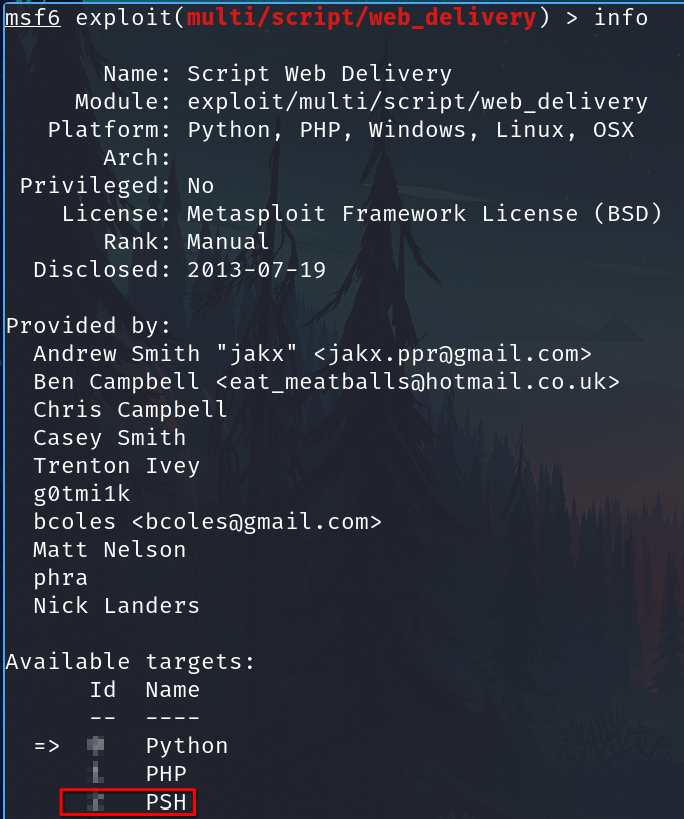 msf6 exploit(multi/script/web_delivery) > info
Name: Script Web Delivery
Module: exploit/multi/script/web_delivery
Platform: Python, PHP, Windows, Linux, OSX
Arch:
Privileged: No
License: Metasploit Framework License (BSD)
Rank: Manual
Disclosed: 2013-07-19
Provided by:
Andrew Smith "jakx" <jakx.ppr@gmail.com>
Ben Campbell <eat_meatballs@hotmail.co.uk>
Chris Campbell
Casey Smith
Trenton Ivey
g0tmi1k
bcoles <bcoles@gmail.com>
Matt Nelson
phra
Nick Landers
Available targets:
Id Name
-- ----
=> Python
PHP
PSH